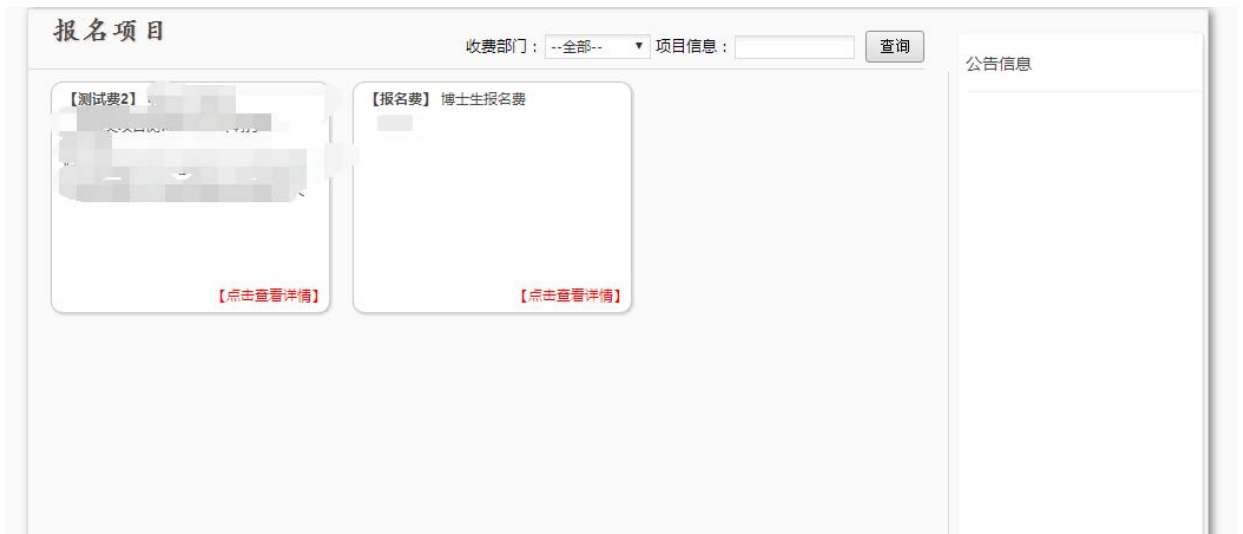 报名项目
收费部门： --全部-- 项目信息： 查询
公告信息
【测试费2】
【报名费】 博士生报名费
【点击查看详情】
【点击查看详情】